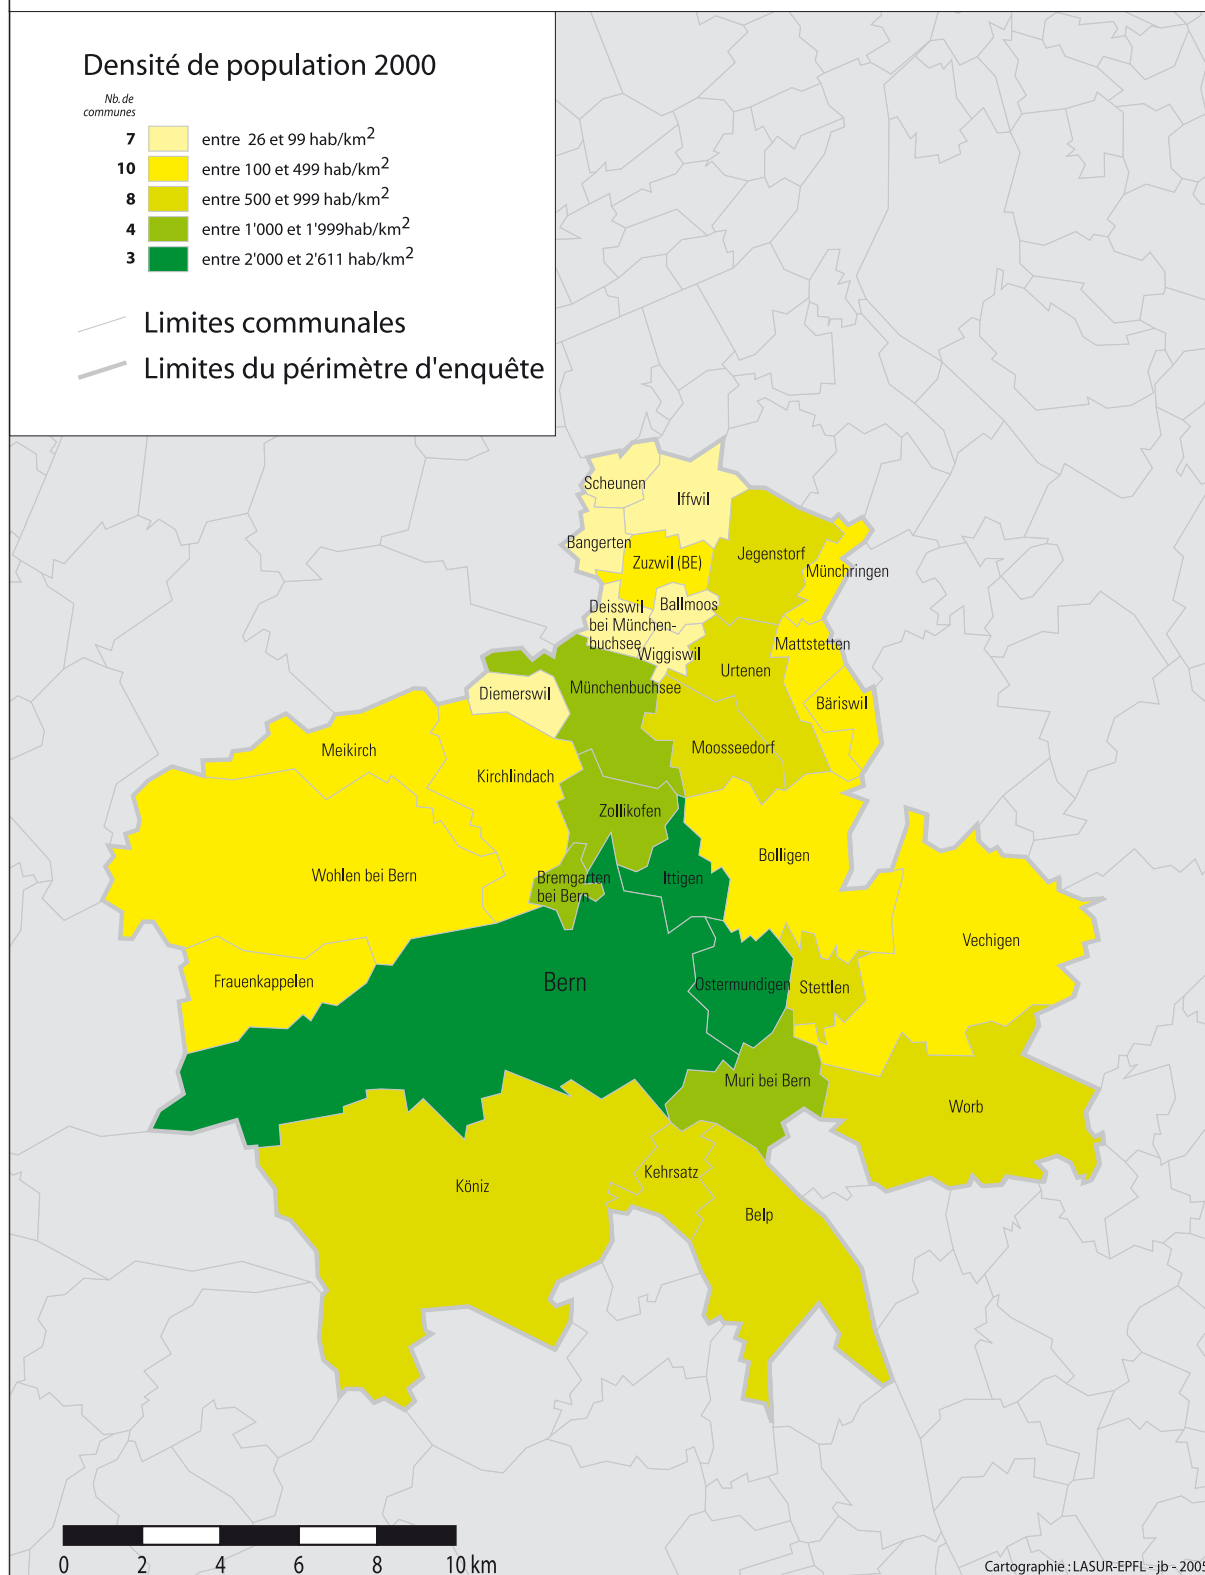 Densité de population 2000
Nb. de
communes
7 entre 26 et 99 hab/km²
10 entre 100 et 499 hab/km²
8 entre 500 et 999 hab/km²
4 entre 1'000 et 1'999hab/km²
3 entre 2'000 et 2'611 hab/km²
Limites communales
Limites du périmètre d'enquête
Scheunen
Iffwil
Bangerten
Zuzwil (BE)
Jegenstorf
Münchringen
Deisswil
bei München-
buchsee
Ballmoos
Wiggiswil
Mattstetten
Urtenen
Münchenbuchsee
Diemerswil
Bäriswil
Moosseedorf
Meikirch
Kirchlindach
Zollikofen
Bolligen
Wohlen bei Bern
Bremgarten
bei Bern
Ittigen
Vechigen
Frauenkappelen
Bern
Ostermundigen
Stettlen
Muri bei Bern
Worb
Köniz
Kehrsatz
Belp
0 2 4 6 8 10 km
Cartographie : LASUR-EPFL - jb - 2005